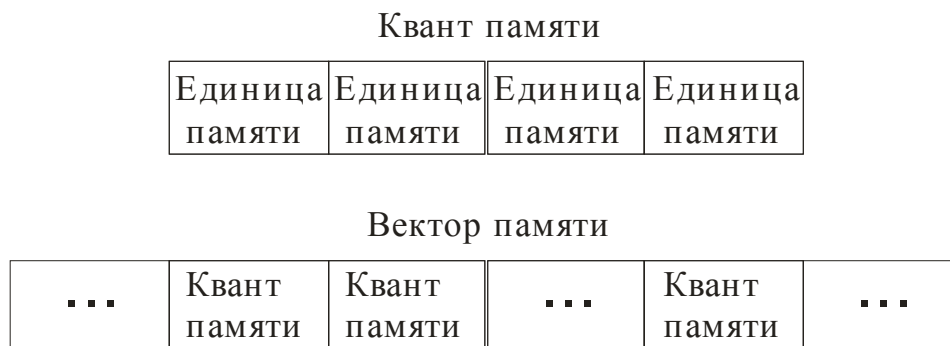 Квант памяти
Единица Единица Единица Единица
памяти памяти памяти памяти
Вектор памяти
... Квант Квант ... Квант ...
памяти памяти памяти